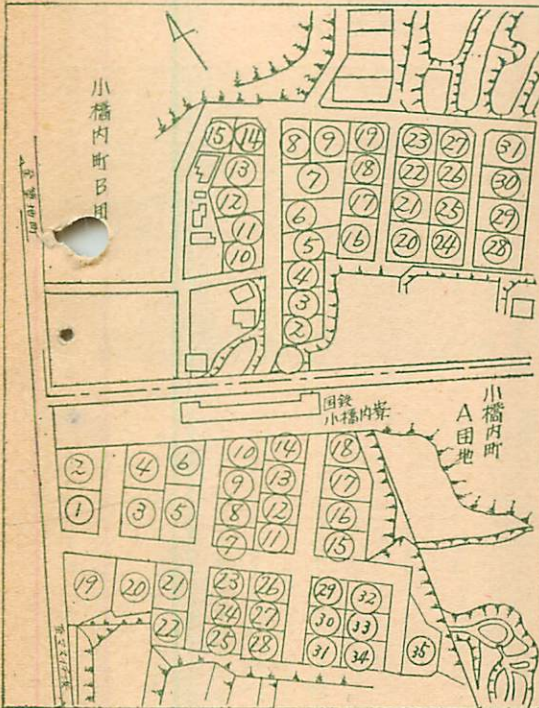 小橋内町B団
⑮ ⑭ ⑧ ⑨ ⑲ ㉓ ㉗ ㉛
⑬ ⑦ ⑱ ㉒ ㉖ ㉚
⑫ ⑥ ⑰ ㉑ ㉕ ㉙
⑪ ⑤ ⑯ ⑳ ㉔ ㉘
⑩ ④
③
②
国鉄
小橋内寮
小橋内町
A団地
② ④ ⑥ ⑩ ⑭ ⑱
⑨ ⑬ ⑰
① ③ ⑤ ⑧ ⑫ ⑯
⑦ ⑪ ⑮
⑲ ⑳ ㉑ ㉓ ㉖ ㉙ ㉜
㉒ ㉔ ㉗ ㉚ ㉝
㉕ ㉘ ㉛ ㉞ ㉟